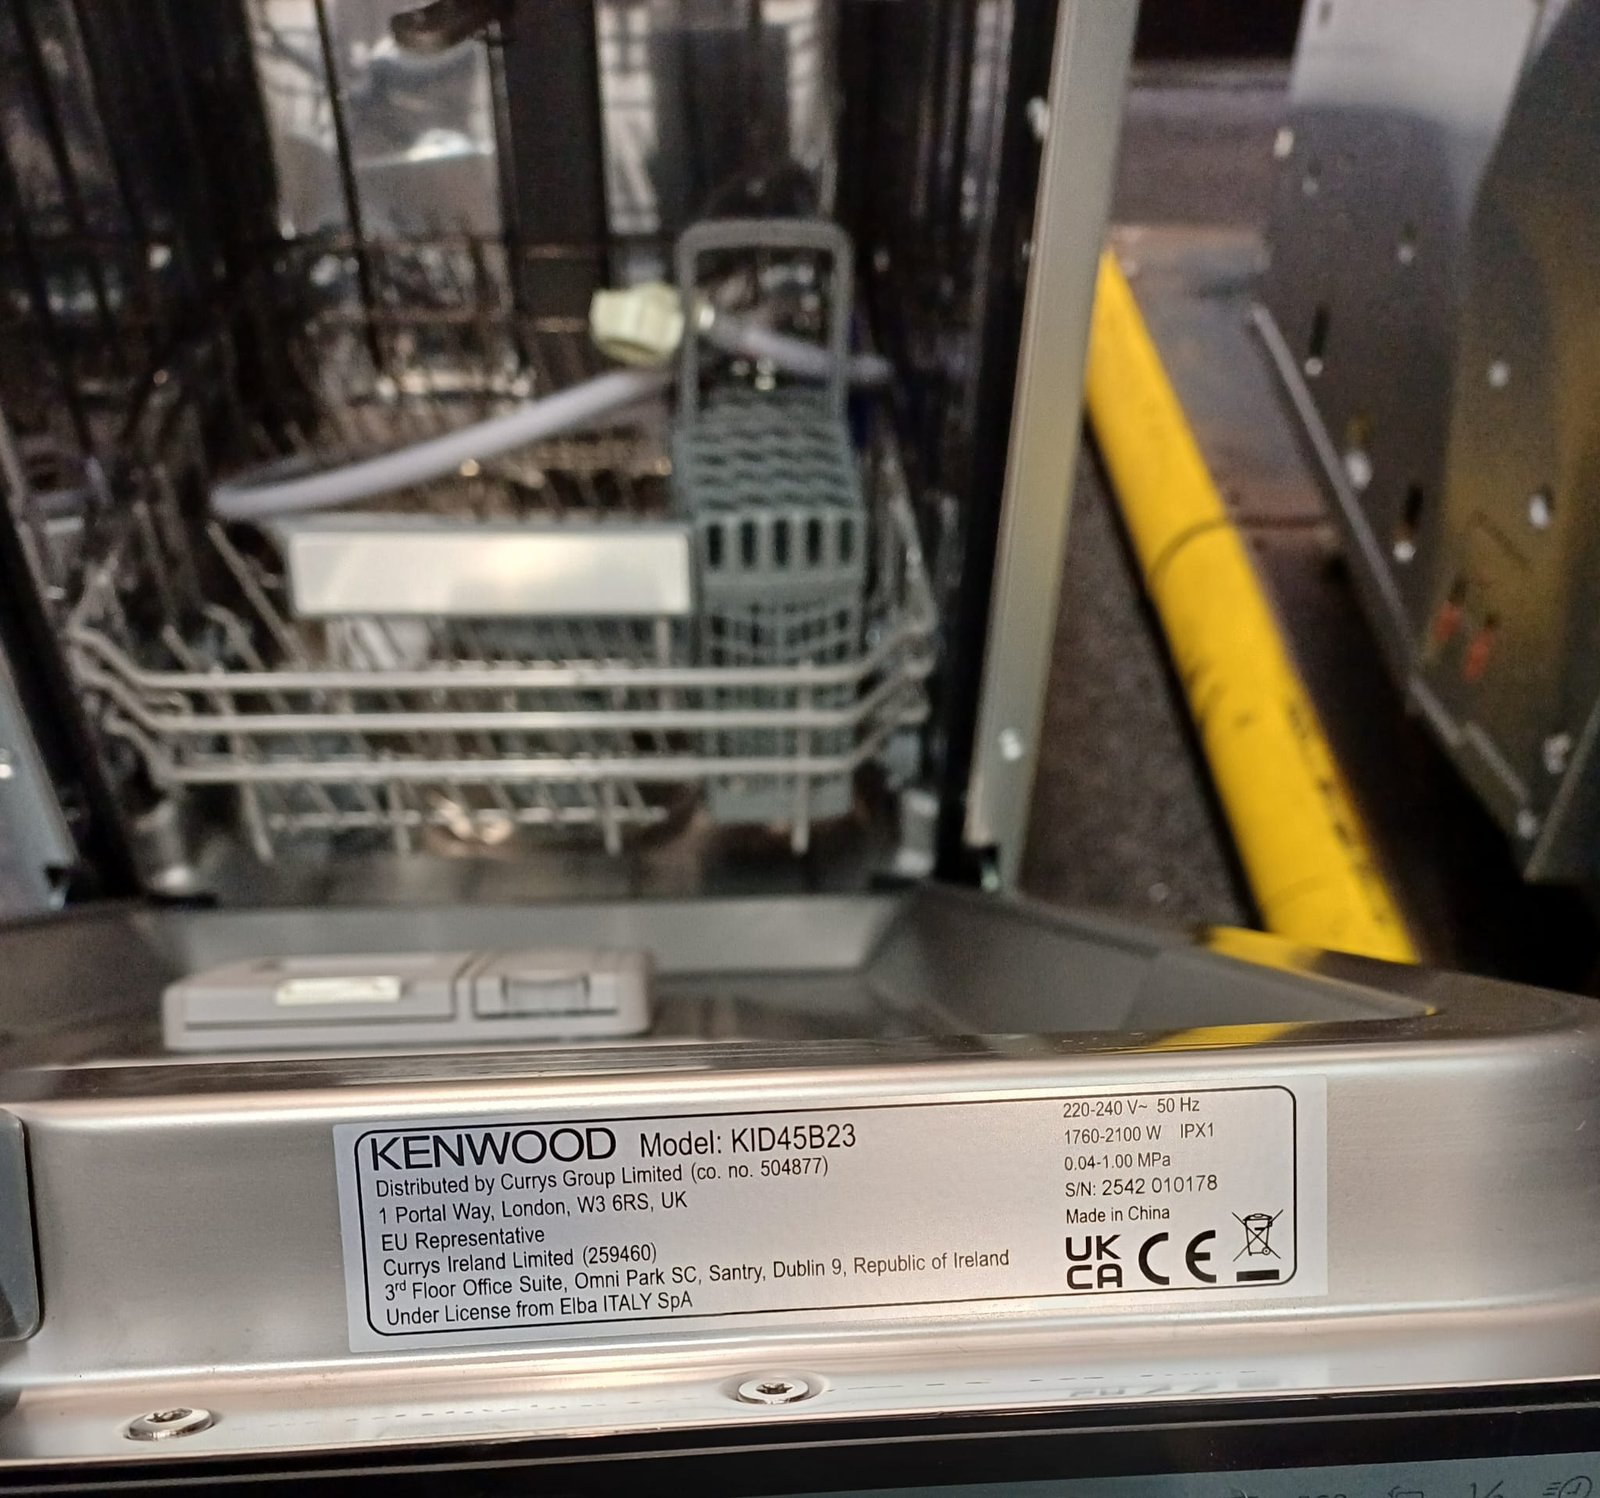 KENWOOD Model: KID45B23
Distributed by Currys Group Limited (co. no. 504877)
1 Portal Way, London, W3 6RS, UK
EU Representative
Currys Ireland Limited (259460)
3rd Floor Office Suite, Omni Park SC, Santry, Dublin 9, Republic of Ireland
Under License from Elba ITALY SpA
220-240 V~ 50 Hz
1760-2100 W IPX1
0.04-1.00 MPa
S/N: 2542 010178
Made in China
UK
CA CE
1/2